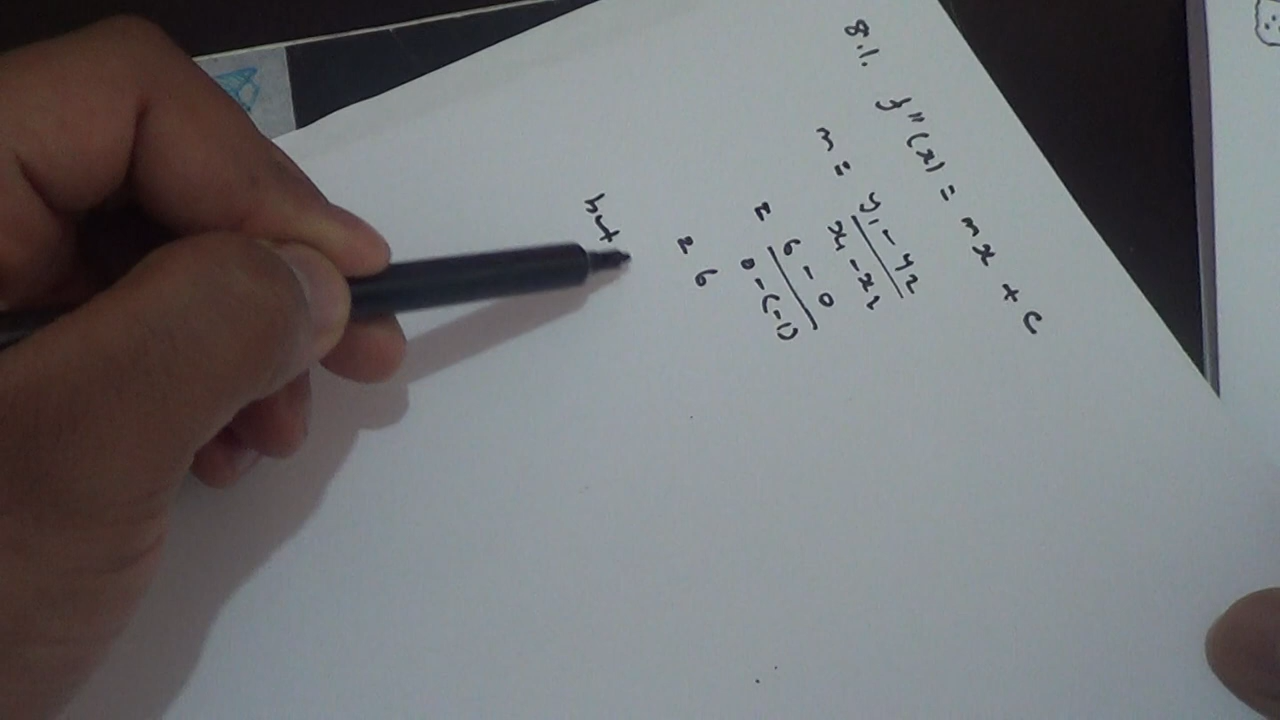 8.1. f"(x) = mx + c
m = y1 - y2 / x1 - x2
= 6 - 0 / 0 - (-1)
= 6
but